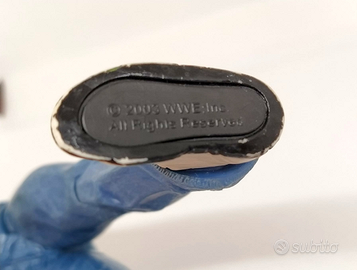 © 2003 WWE Inc.
All Rights Reserved
subito